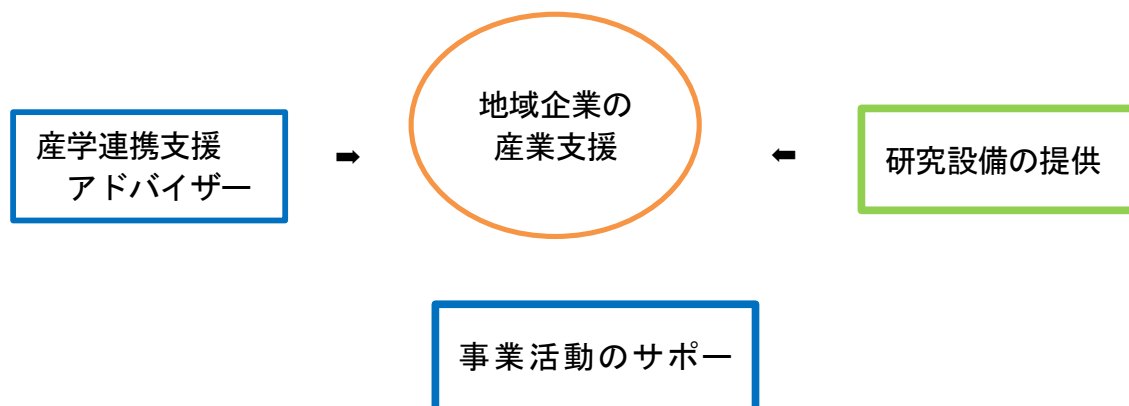 地域企業の
産業支援
産学連携支援
アドバイザー
➡
⬅
研究設備の提供
事業活動のサポー